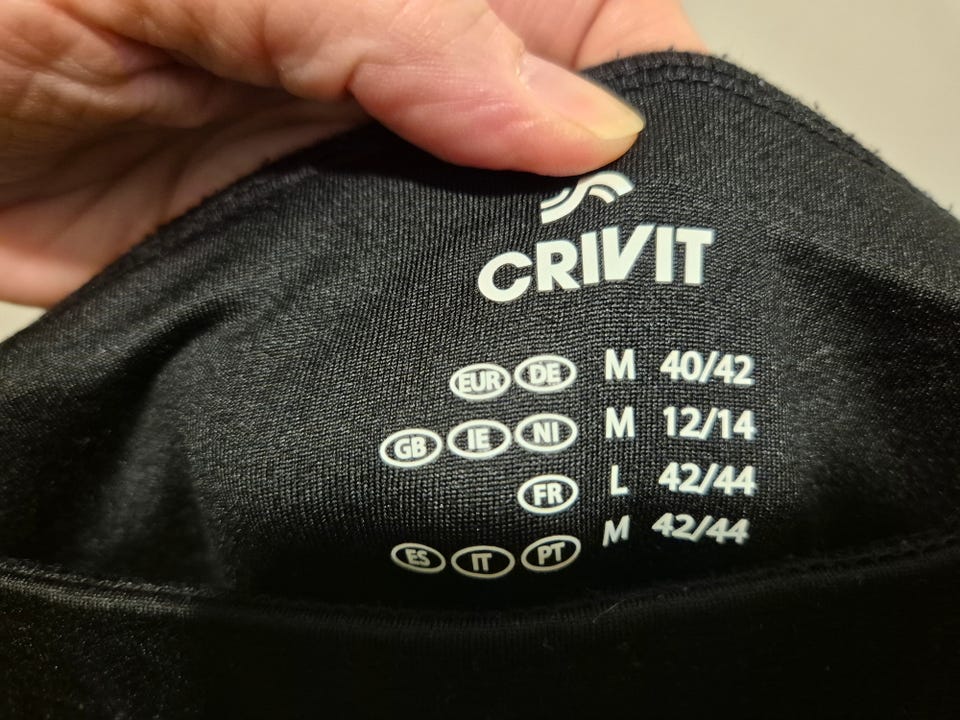 CRIVIT
EUR DE M 40/42
GB IE NI M 12/14
FR L 42/44
ES IT PT M 42/44